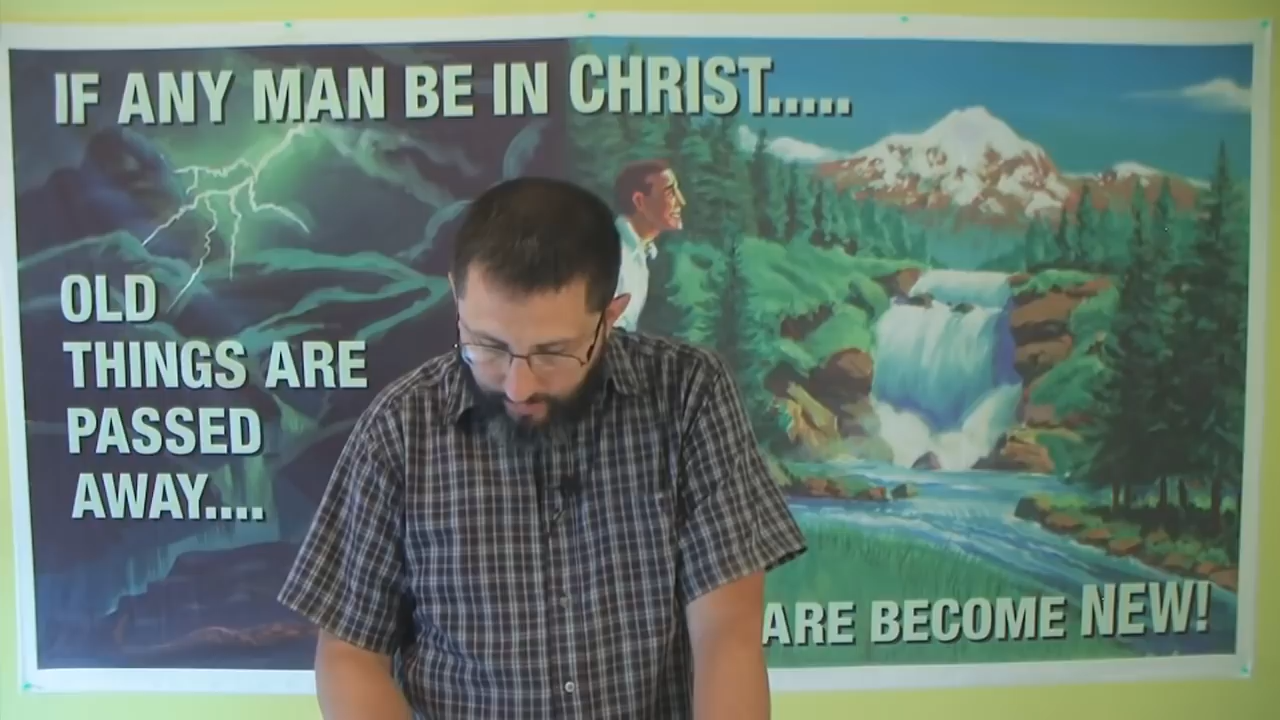 IF ANY MAN BE IN CHRIST.....
OLD
THINGS ARE
PASSED
AWAY....
ARE BECOME NEW!